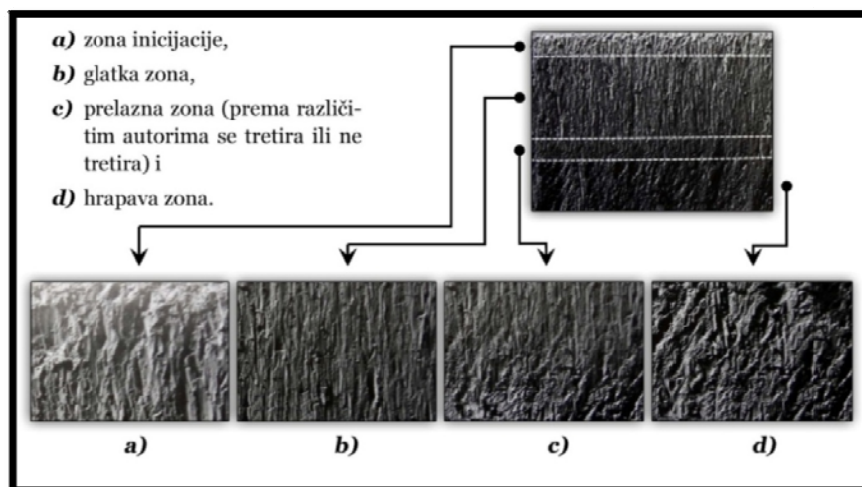 a) zona inicijacije,
b) glatka zona,
c) prelazna zona (prema različi-
tim autorima se tretira ili ne
tretira) i
d) hrapava zona.
a)
b)
c)
d)